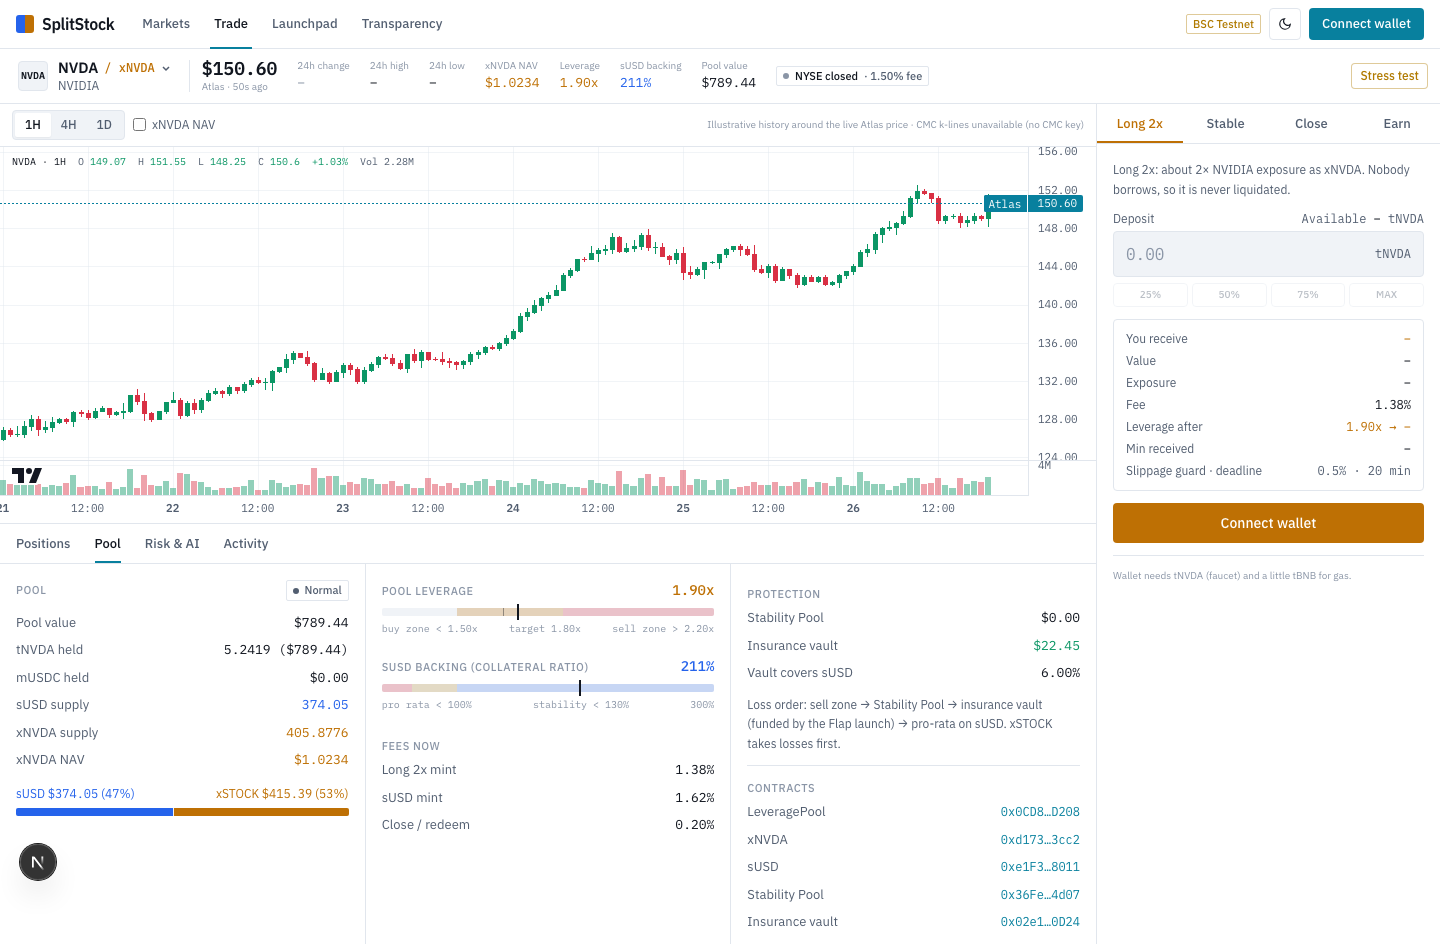 SplitStock Markets Trade Launchpad Transparency BSC Testnet Connect wallet
NVDA NVDA / xNVDA
NVIDIA
$150.60
Atlas · 50s ago
24h change
–
24h high
–
24h low
–
xNVDA NAV
$1.0234
Leverage
1.90x
sUSD backing
211%
Pool value
$789.44
NYSE closed · 1.50% fee
Stress test
1H 4H 1D xNVDA NAV
Illustrative history around the live Atlas price · CMC k-lines unavailable (no CMC key)
NVDA · 1H O 149.07 H 151.55 L 148.25 C 150.6 +1.03% Vol 2.28M
156.00
152.00
Atlas 150.60
148.00
144.00
140.00
136.00
132.00
128.00
124.00
4M
21 12:00 22 12:00 23 12:00 24 12:00 25 12:00 26 12:00
Long 2x Stable Close Earn
Long 2x: about 2× NVIDIA exposure as xNVDA. Nobody
borrows, so it is never liquidated.
Deposit Available – tNVDA
0.00 tNVDA
25% 50% 75% MAX
You receive –
Value –
Exposure –
Fee 1.38%
Leverage after 1.90x → –
Min received –
Slippage guard · deadline 0.5% · 20 min
Connect wallet
Wallet needs tNVDA (faucet) and a little tBNB for gas.
Positions Pool Risk & AI Activity
POOL Normal
Pool value $789.44
tNVDA held 5.2419 ($789.44)
mUSDC held $0.00
sUSD supply 374.05
xNVDA supply 405.8776
xNVDA NAV $1.0234
sUSD $374.05 (47%) xSTOCK $415.39 (53%)
N
POOL LEVERAGE 1.90x
buy zone < 1.50x target 1.80x sell zone > 2.20x
SUSD BACKING (COLLATERAL RATIO) 211%
pro rata < 100% stability < 130% 300%
FEES NOW
Long 2x mint 1.38%
sUSD mint 1.62%
Close / redeem 0.20%
PROTECTION
Stability Pool $0.00
Insurance vault $22.45
Vault covers sUSD 6.00%
Loss order: sell zone → Stability Pool → insurance vault
(funded by the Flap launch) → pro-rata on sUSD. xSTOCK
takes losses first.
CONTRACTS
LeveragePool 0x0CD8…D208
xNVDA 0xd173…3cc2
sUSD 0xe1F3…8011
Stability Pool 0x36Fe…4d07
Insurance vault 0x02e1…0D24